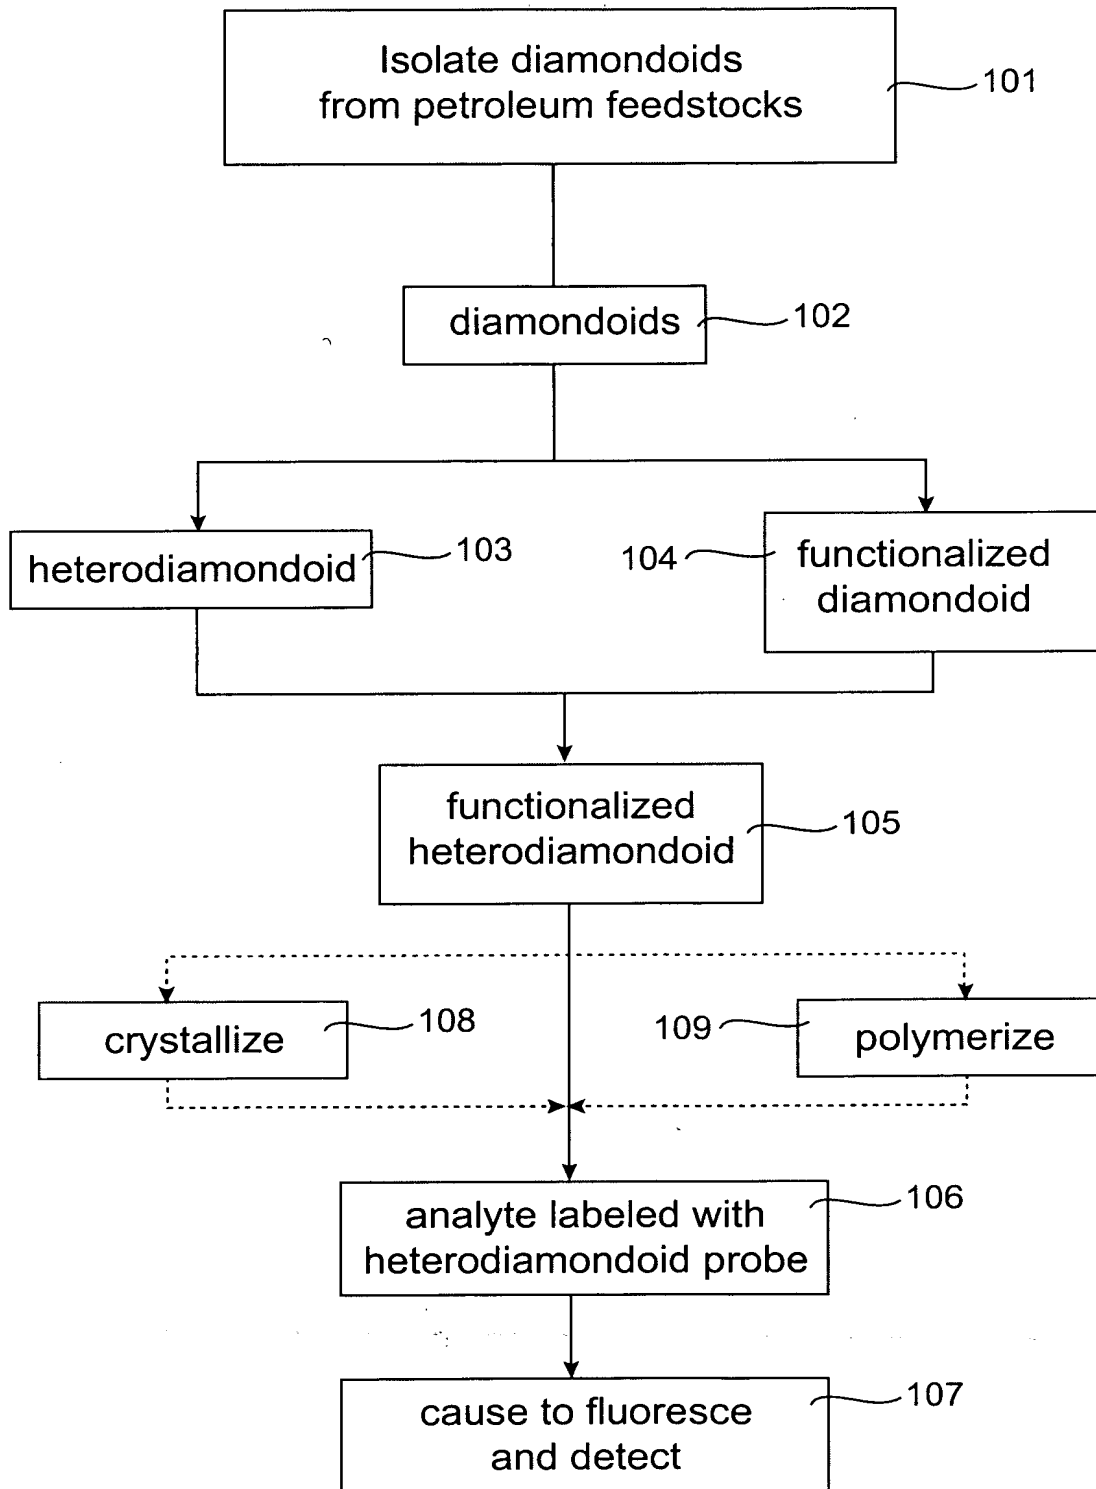 Isolate diamondoids
from petroleum feedstocks
101
diamondoids
102
heterodiamondoid
103
104
functionalized
diamondoid
functionalized
heterodiamondoid
105
crystallize
108
109
polymerize
analyte labeled with
heterodiamondoid probe
106
cause to fluoresce
and detect
107